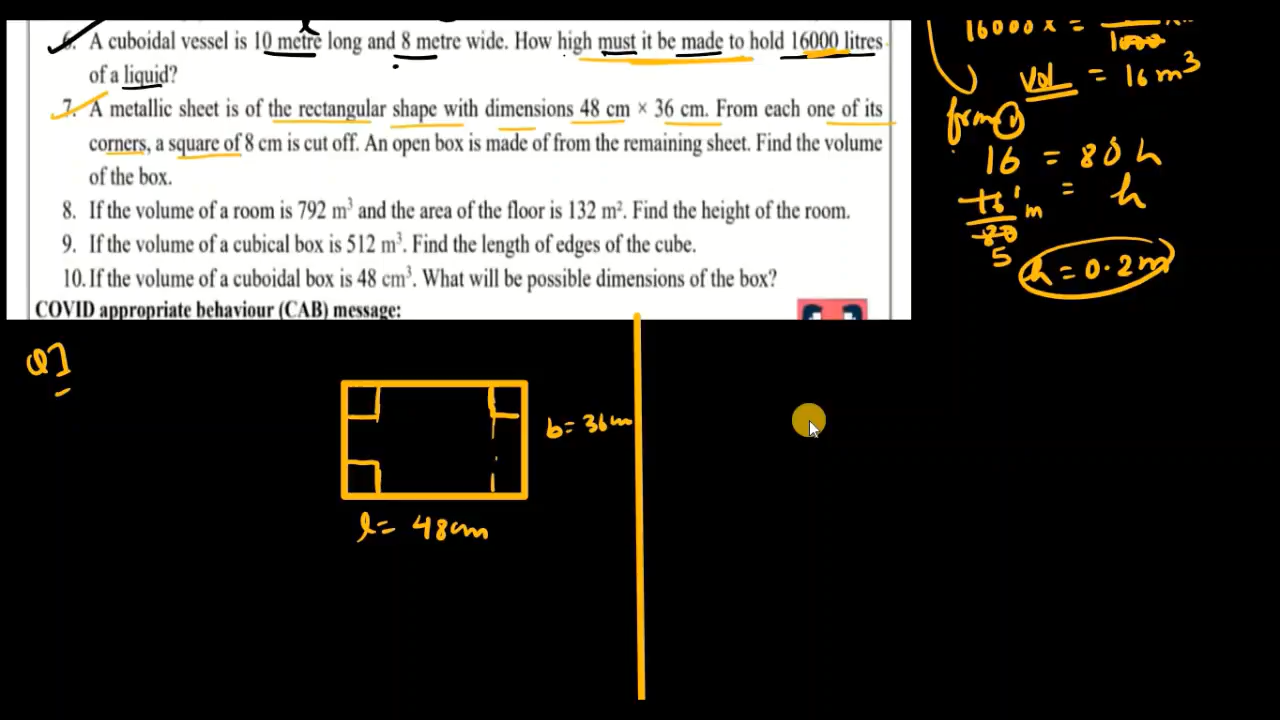 6. A cuboidal vessel is 10 metre long and 8 metre wide. How high must it be made to hold 16000 litres
of a liquid?
7. A metallic sheet is of the rectangular shape with dimensions 48 cm × 36 cm. From each one of its
corners, a square of 8 cm is cut off. An open box is made of from the remaining sheet. Find the volume
of the box.
8. If the volume of a room is 792 m³ and the area of the floor is 132 m². Find the height of the room.
9. If the volume of a cubical box is 512 m³. Find the length of edges of the cube.
10. If the volume of a cuboidal box is 48 cm³. What will be possible dimensions of the box?
COVID appropriate behaviour (CAB) message:
1000
Vol = 16 m³
from 1
16 = 80 h
16 1 m = h
80
5
h = 0.2 m
Q7
b = 36 cm
l = 48 cm